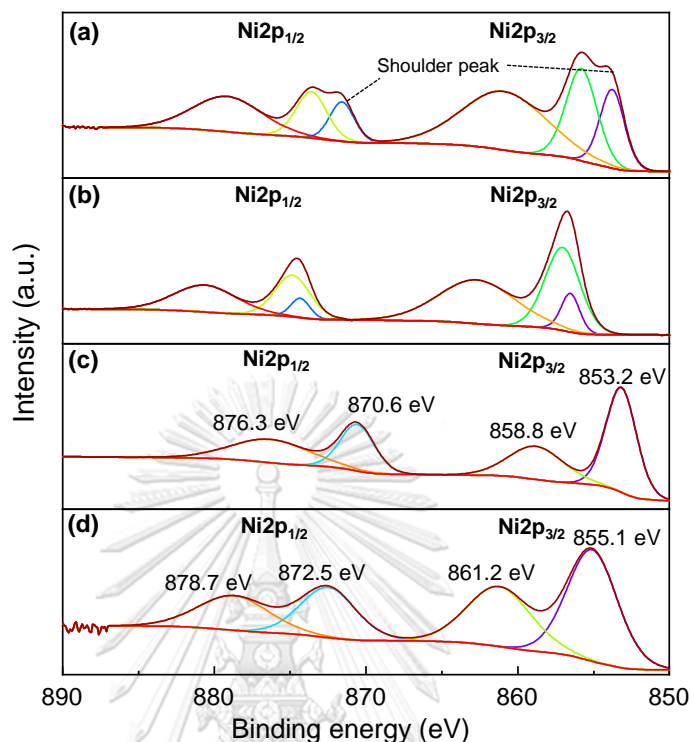 (a)
Ni2p1/2
Ni2p3/2
Shoulder peak
(b)
Ni2p1/2
Ni2p3/2
(c)
Ni2p1/2
Ni2p3/2
853.2 eV
870.6 eV
876.3 eV
858.8 eV
(d)
Ni2p1/2
Ni2p3/2
855.1 eV
878.7 eV
872.5 eV
861.2 eV
890
880
870
860
850
Binding energy (eV)
Intensity (a.u.)